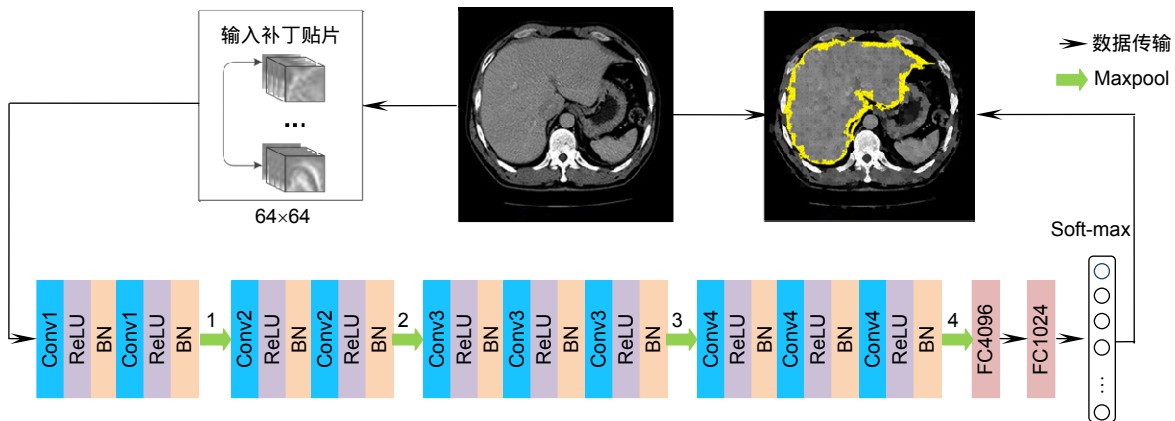 输入补丁贴片
...
64×64
数据传输
Maxpool
Soft-max
Conv1
ReLU
BN
Conv1
ReLU
BN
1
Conv2
ReLU
BN
Conv2
ReLU
BN
2
Conv3
ReLU
BN
Conv3
ReLU
BN
Conv3
ReLU
BN
3
Conv4
ReLU
BN
Conv4
ReLU
BN
Conv4
ReLU
BN
4
FC4096
FC1024
...